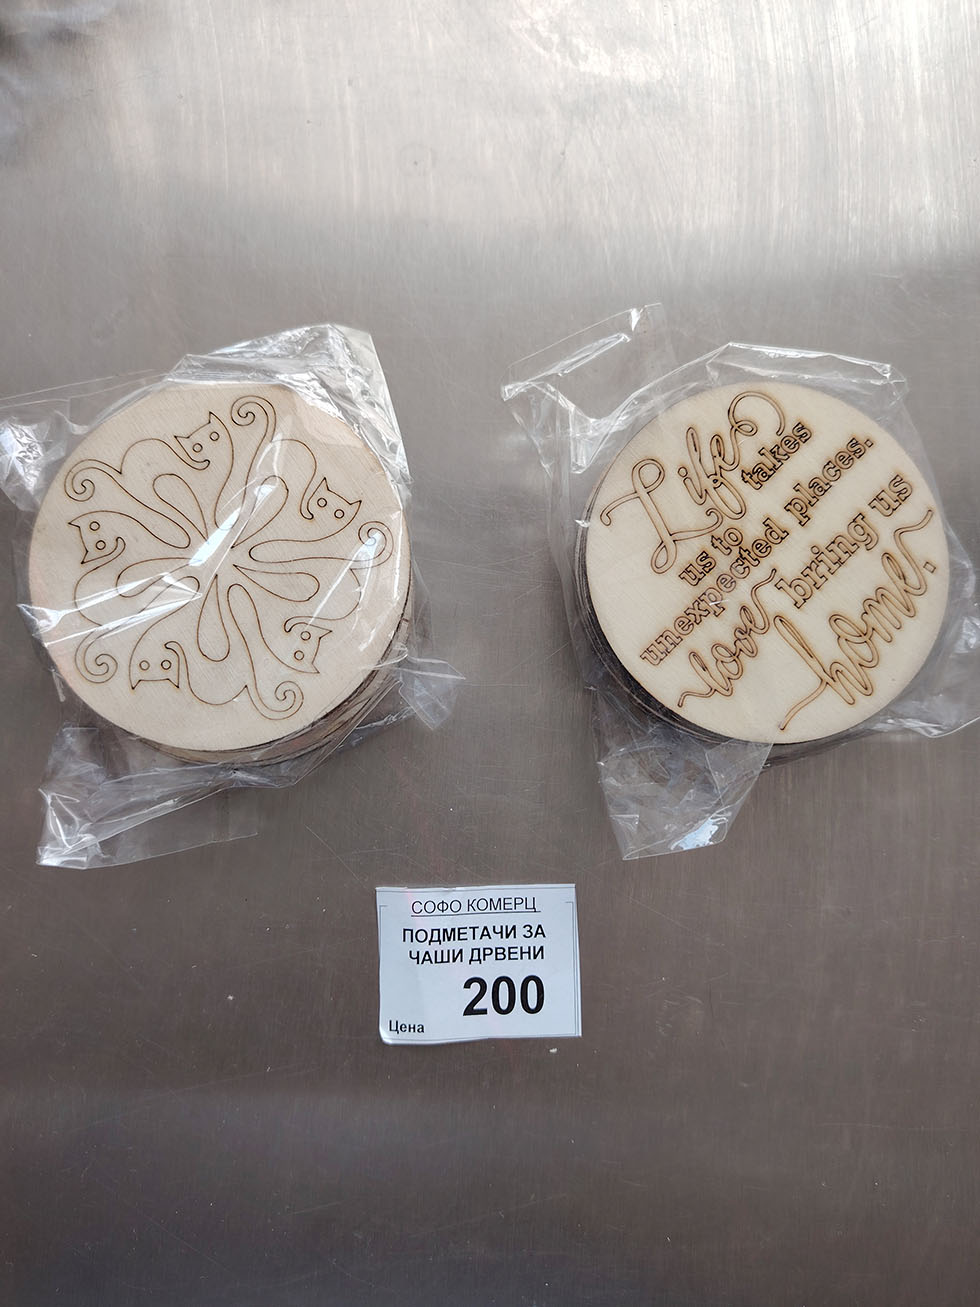 Life
takes
us to
unexpected places.
love bring us
home.
СОФО КОМЕРЦ
ПОДМЕТАЧИ ЗА
ЧАШИ ДРВЕНИ
200
Цена